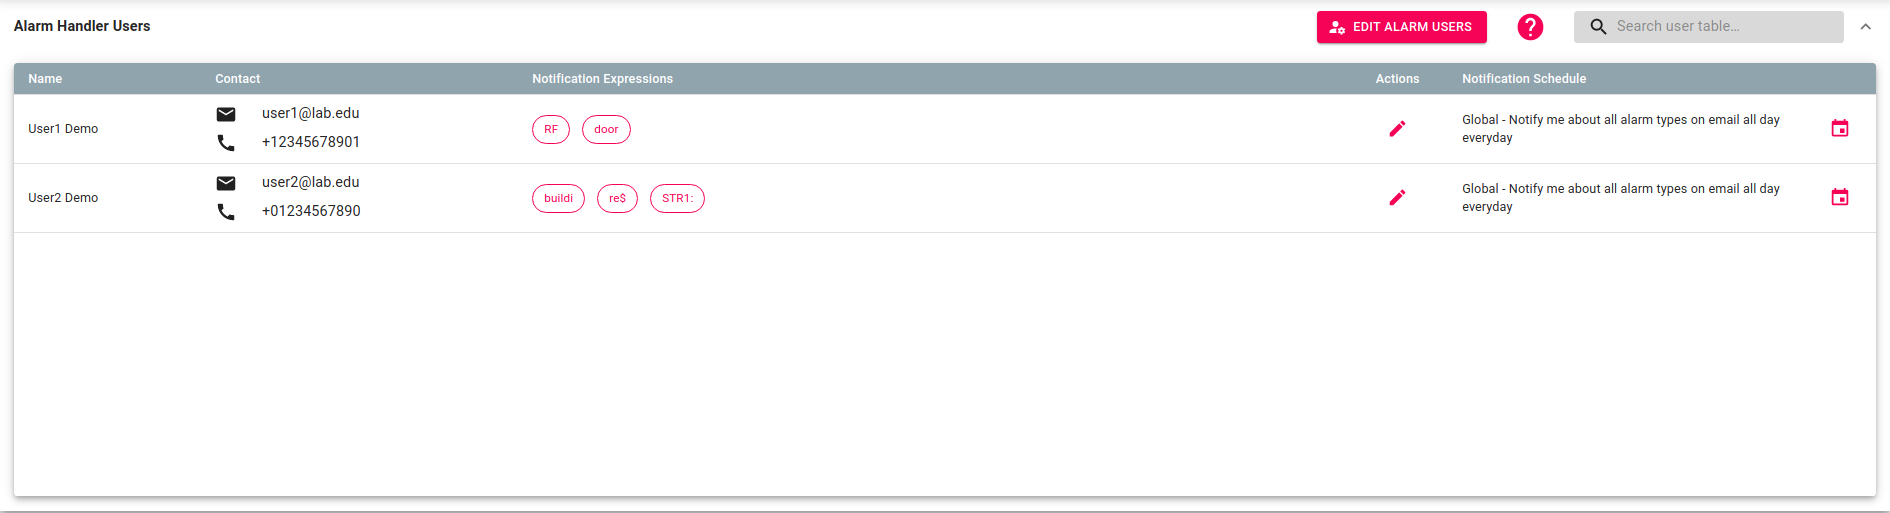 Alarm Handler Users
EDIT ALARM USERS
?
Search user table...
Name Contact Notification Expressions Actions Notification Schedule
User1 Demo
user1@lab.edu
+12345678901
RF door
Global - Notify me about all alarm types on email all day
everyday
User2 Demo
user2@lab.edu
+01234567890
buildi re$ STR1:
Global - Notify me about all alarm types on email all day
everyday